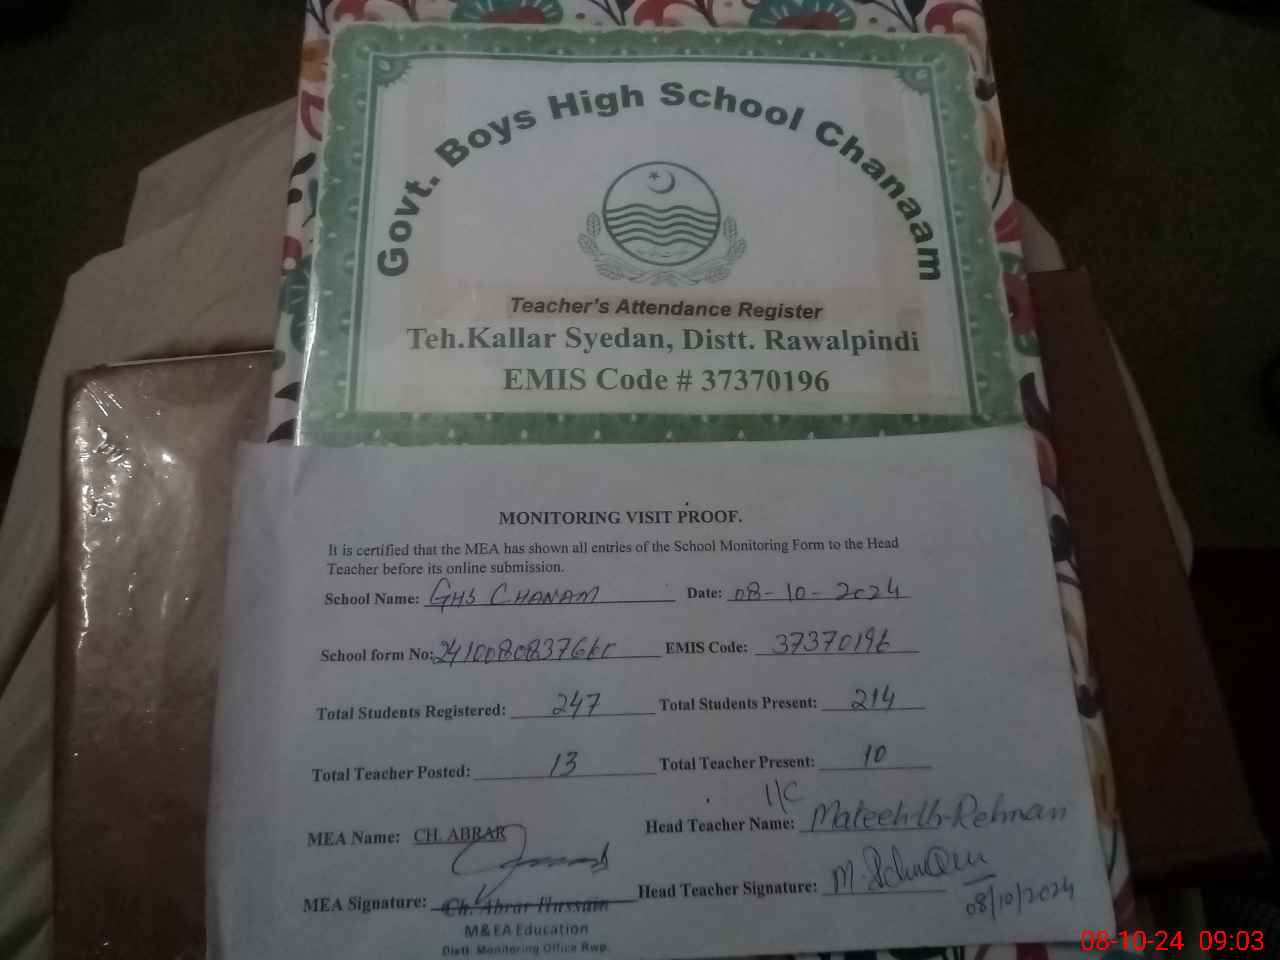 Govt. Boys High School Chanaam
Teacher's Attendance Register
Teh.Kallar Syedan, Distt. Rawalpindi
EMIS Code # 37370196
MONITORING VISIT PROOF.
It is certified that the MEA has shown all entries of the School Monitoring Form to the Head
Teacher before its online submission.
School Name: GHS CHANAM Date: 08-10-2024
School form No: EMIS Code: 37370196
Total Students Registered: 247 Total Students Present: 214
Total Teacher Posted: 13 Total Teacher Present: 10
I/C
MEA Name: CH. ABRAR Head Teacher Name:
MEA Signature: Ch. Abrar Hussain Head Teacher Signature:
08/10/2024
M&EA Education
Distt. Monitoring Office Rwp.
08-10-24 09:03